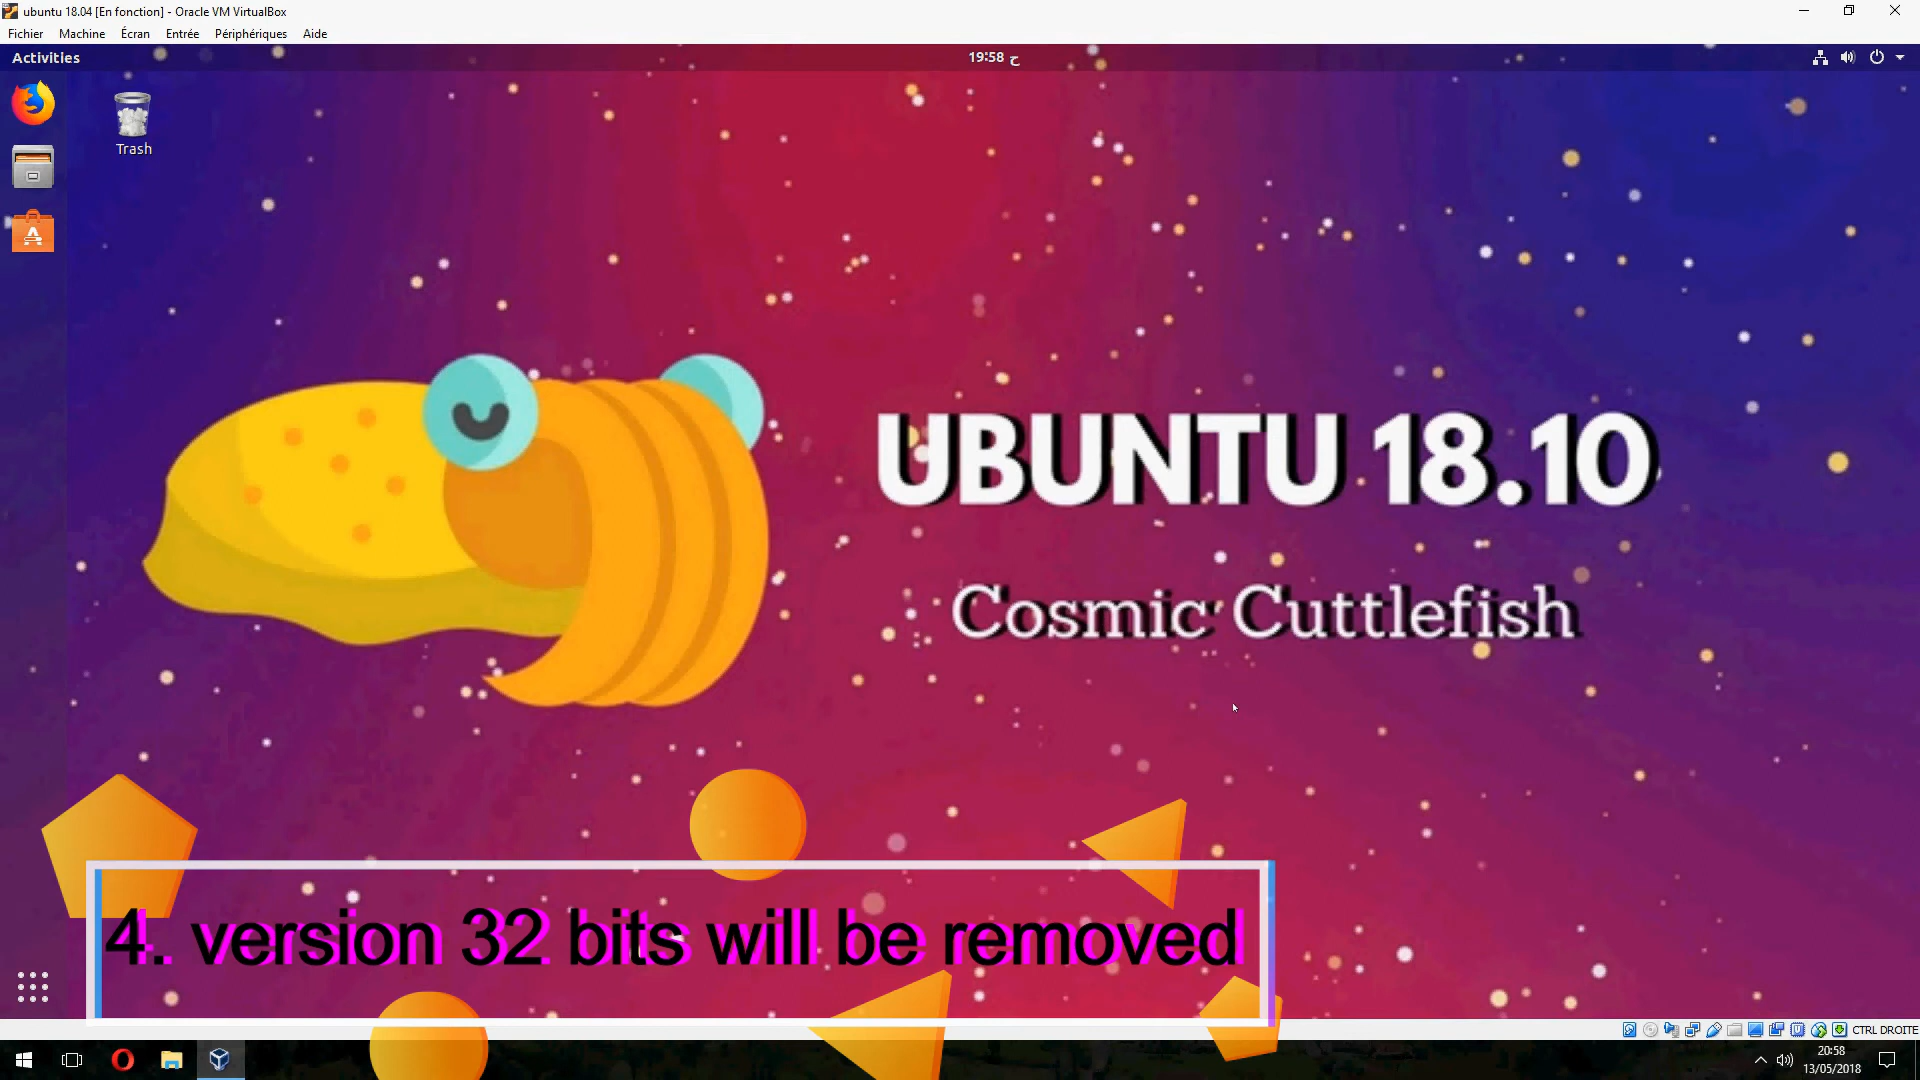 ubuntu 18.04 [En fonction] - Oracle VM VirtualBox
Fichier Machine Écran Entrée Périphériques Aide
Activities
19:58 ح
Trash
UBUNTU 18.10
Cosmic Cuttlefish
4. version 32 bits will be removed
CTRL DROITE
20:58
13/05/2018